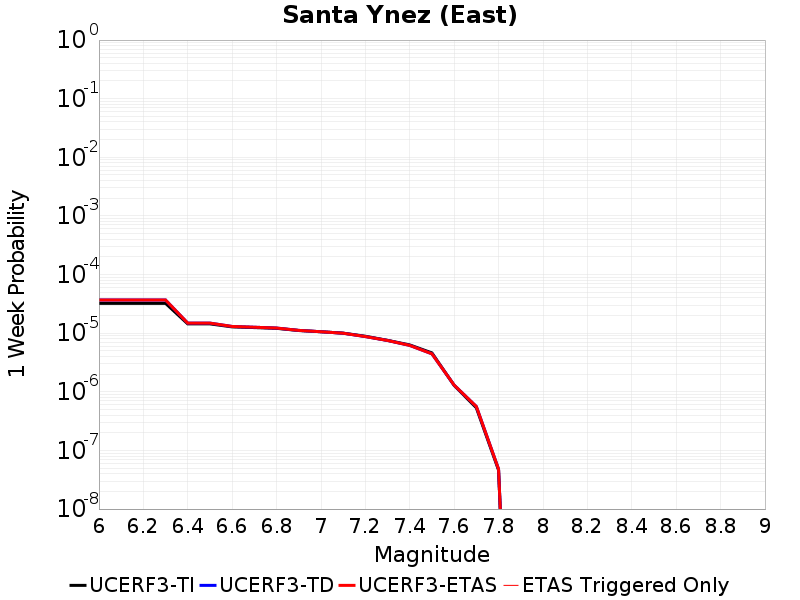 Santa Ynez (East)
10^0
10^-1
10^-2
10^-3
10^-4
10^-5
10^-6
10^-7
10^-8
1 Week Probability
6 6.2 6.4 6.6 6.8 7 7.2 7.4 7.6 7.8 8 8.2 8.4 8.6 8.8 9
Magnitude
UCERF3-TI UCERF3-TD UCERF3-ETAS ETAS Triggered Only